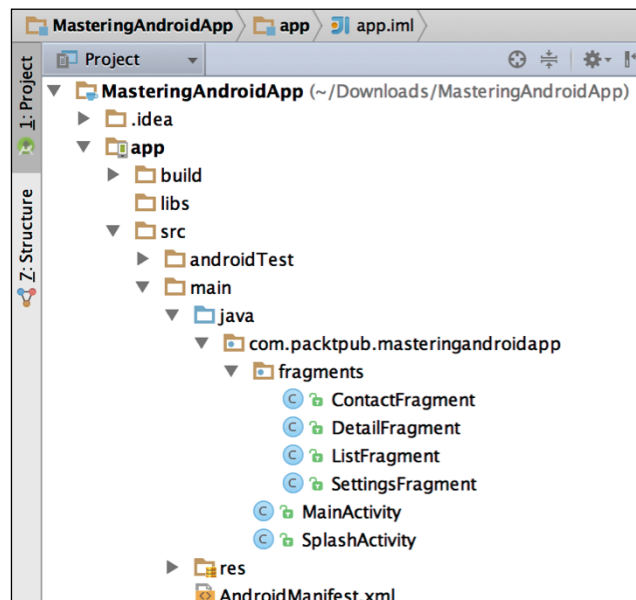 MasteringAndroidApp app app.iml
1: Project
Z: Structure
Project
MasteringAndroidApp (~/Downloads/MasteringAndroidApp)
.idea
app
build
libs
src
androidTest
main
java
com.packtpub.masteringandroidapp
fragments
C ContactFragment
C DetailFragment
C ListFragment
C SettingsFragment
C MainActivity
C SplashActivity
res
AndroidManifest.xml